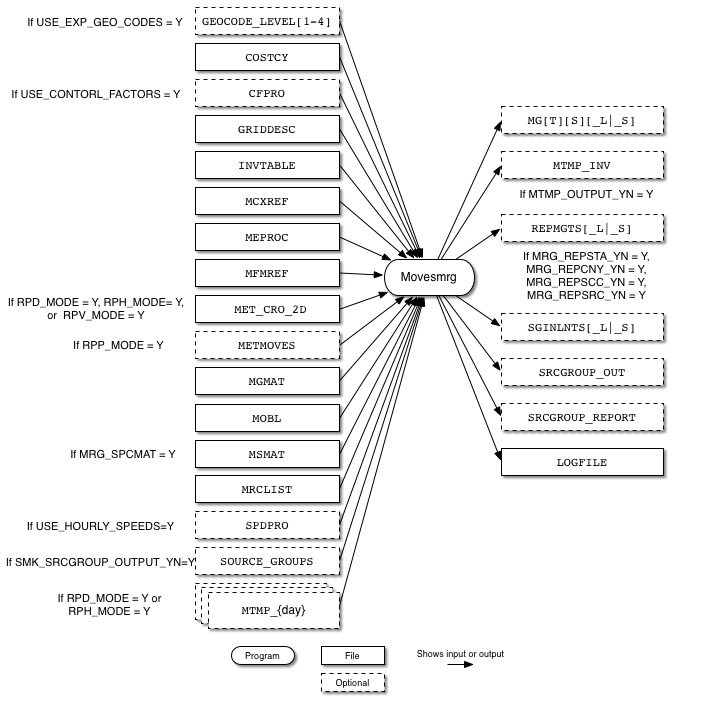 If USE_EXP_GEO_CODES = Y
GEOCODE_LEVEL[1-4]
COSTCY
If USE_CONTORL_FACTORS = Y
CFPRO
GRIDDESC
INVTABLE
MCXREF
MEPROC
MFMREF
If RPD_MODE = Y, RPH_MODE= Y,
or RPV_MODE = Y
MET_CRO_2D
If RPP_MODE = Y
METMOVES
MGMAT
MOBL
If MRG_SPCMAT = Y
MSMAT
MRCLIST
If USE_HOURLY_SPEEDS=Y
SPDPRO
If SMK_SRCGROUP_OUTPUT_YN=Y
SOURCE_GROUPS
If RPD_MODE = Y or
RPH_MODE = Y
MTMP_{day}
Movesmrg
MG[T][S][_L|_S]
MTMP_INV
If MTMP_OUTPUT_YN = Y
REPMGTS[_L|_S]
If MRG_REPSTA_YN = Y,
MRG_REPCNY_YN = Y,
MRG_REPSCC_YN = Y,
MRG_REPSRC_YN = Y
SGINLNTS[_L|_S]
SRCGROUP_OUT
SRCGROUP_REPORT
LOGFILE
Program
File
Shows input or output
Optional